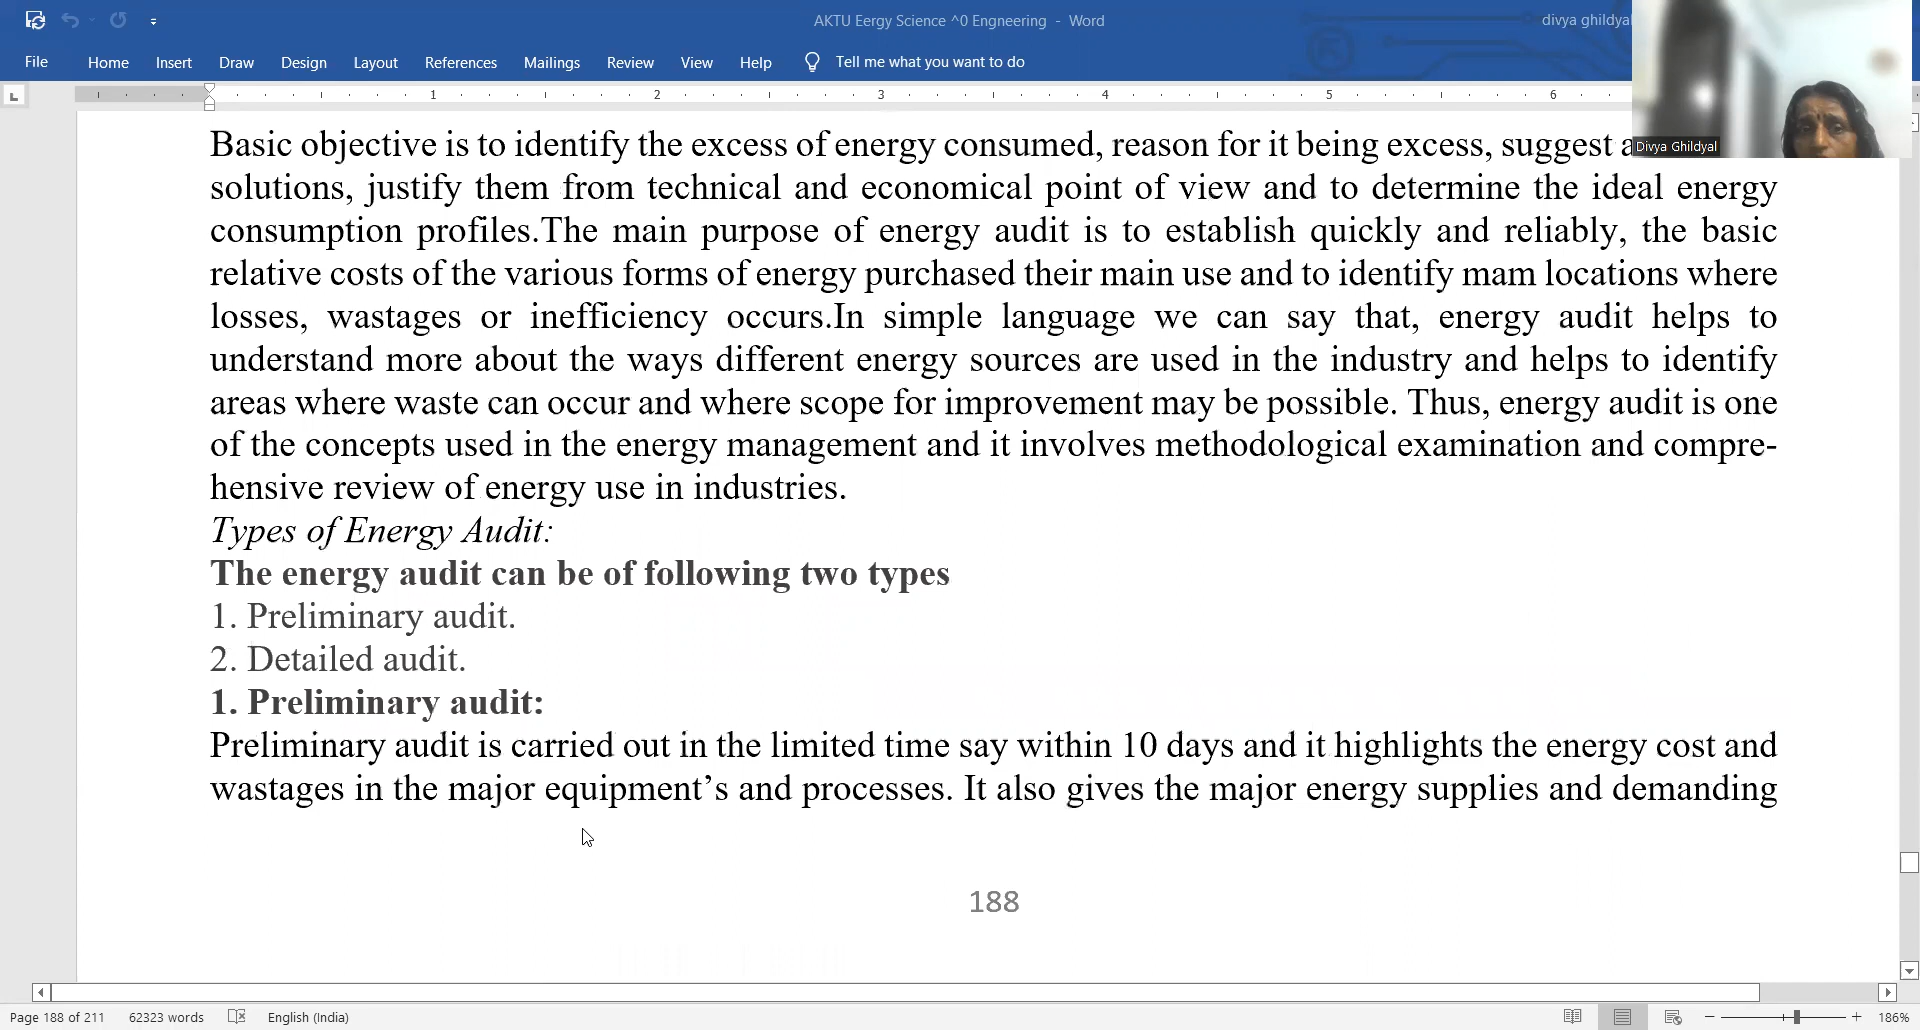 AKTU Eergy Science ^0 Engneering - Word
divya ghildyal
File Home Insert Draw Design Layout References Mailings Review View Help Tell me what you want to do
1 2 3 4 5 6
Divya Ghildyal
Basic objective is to identify the excess of energy consumed, reason for it being excess, suggest
solutions, justify them from technical and economical point of view and to determine the ideal energy
consumption profiles.The main purpose of energy audit is to establish quickly and reliably, the basic
relative costs of the various forms of energy purchased their main use and to identify mam locations where
losses, wastages or inefficiency occurs.In simple language we can say that, energy audit helps to
understand more about the ways different energy sources are used in the industry and helps to identify
areas where waste can occur and where scope for improvement may be possible. Thus, energy audit is one
of the concepts used in the energy management and it involves methodological examination and compre-
hensive review of energy use in industries.
Types of Energy Audit:
The energy audit can be of following two types
1. Preliminary audit.
2. Detailed audit.
1. Preliminary audit:
Preliminary audit is carried out in the limited time say within 10 days and it highlights the energy cost and
wastages in the major equipment’s and processes. It also gives the major energy supplies and demanding
188
Page 188 of 211 62323 words English (India) 186%